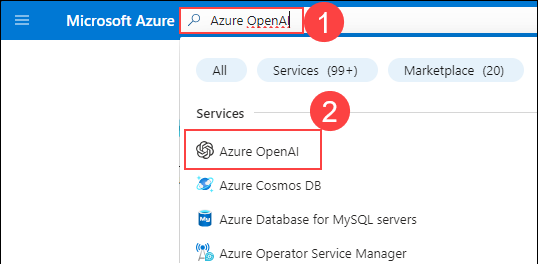 Microsoft Azure
Azure OpenAI
1
All
Services (99+)
Marketplace (20)
2
Services
Azure OpenAI
Azure Cosmos DB
My
Azure Database for MySQL servers
Azure Operator Service Manager